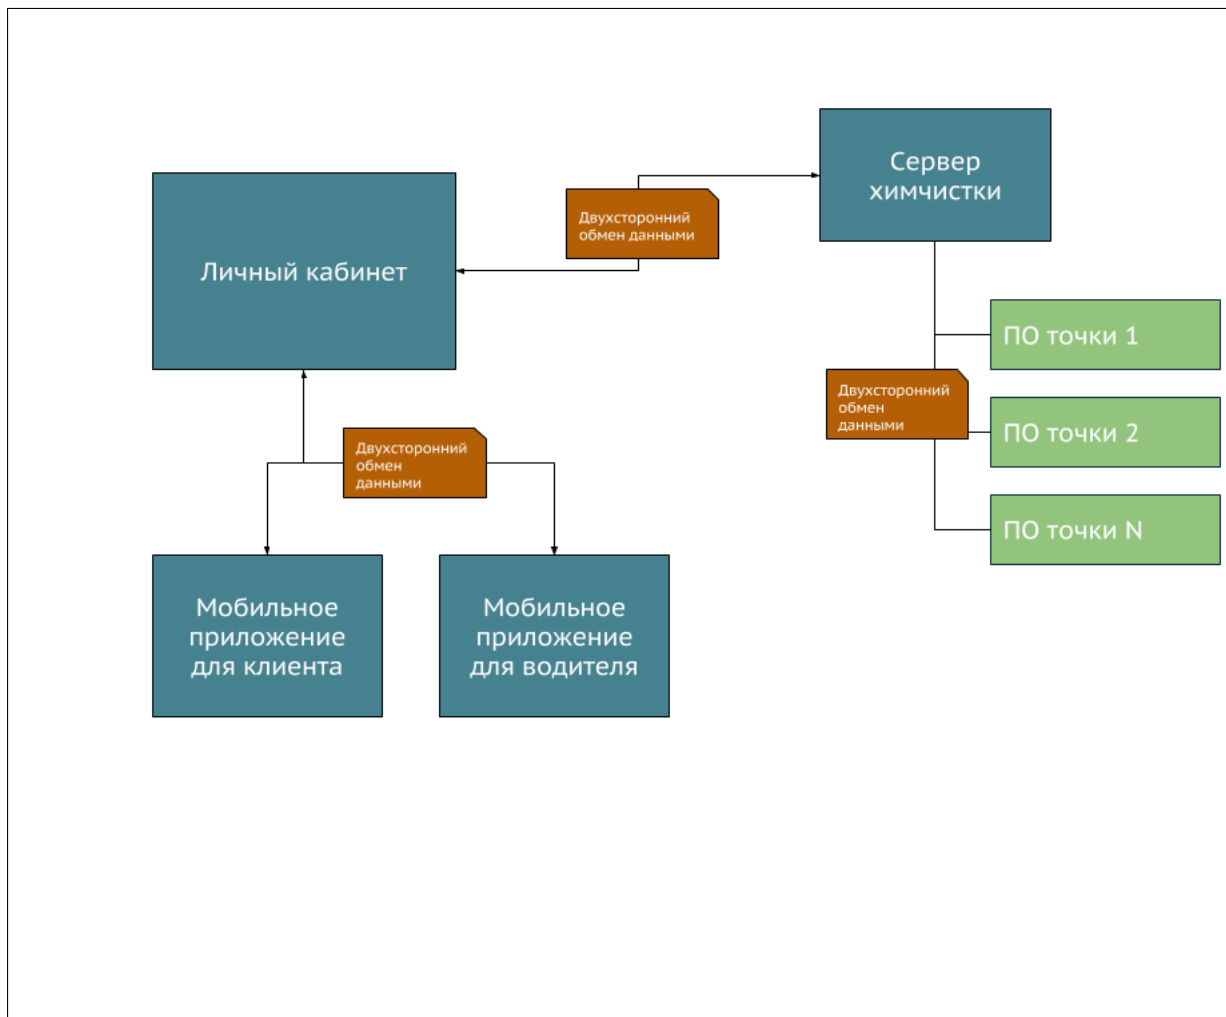 Сервер
химчистки
Двухсторонний
обмен данными
Личный кабинет
ПО точки 1
Двухсторонний
обмен
данными
ПО точки 2
Двухсторонний
обмен
данными
ПО точки N
Мобильное
приложение
для клиента
Мобильное
приложение
для водителя